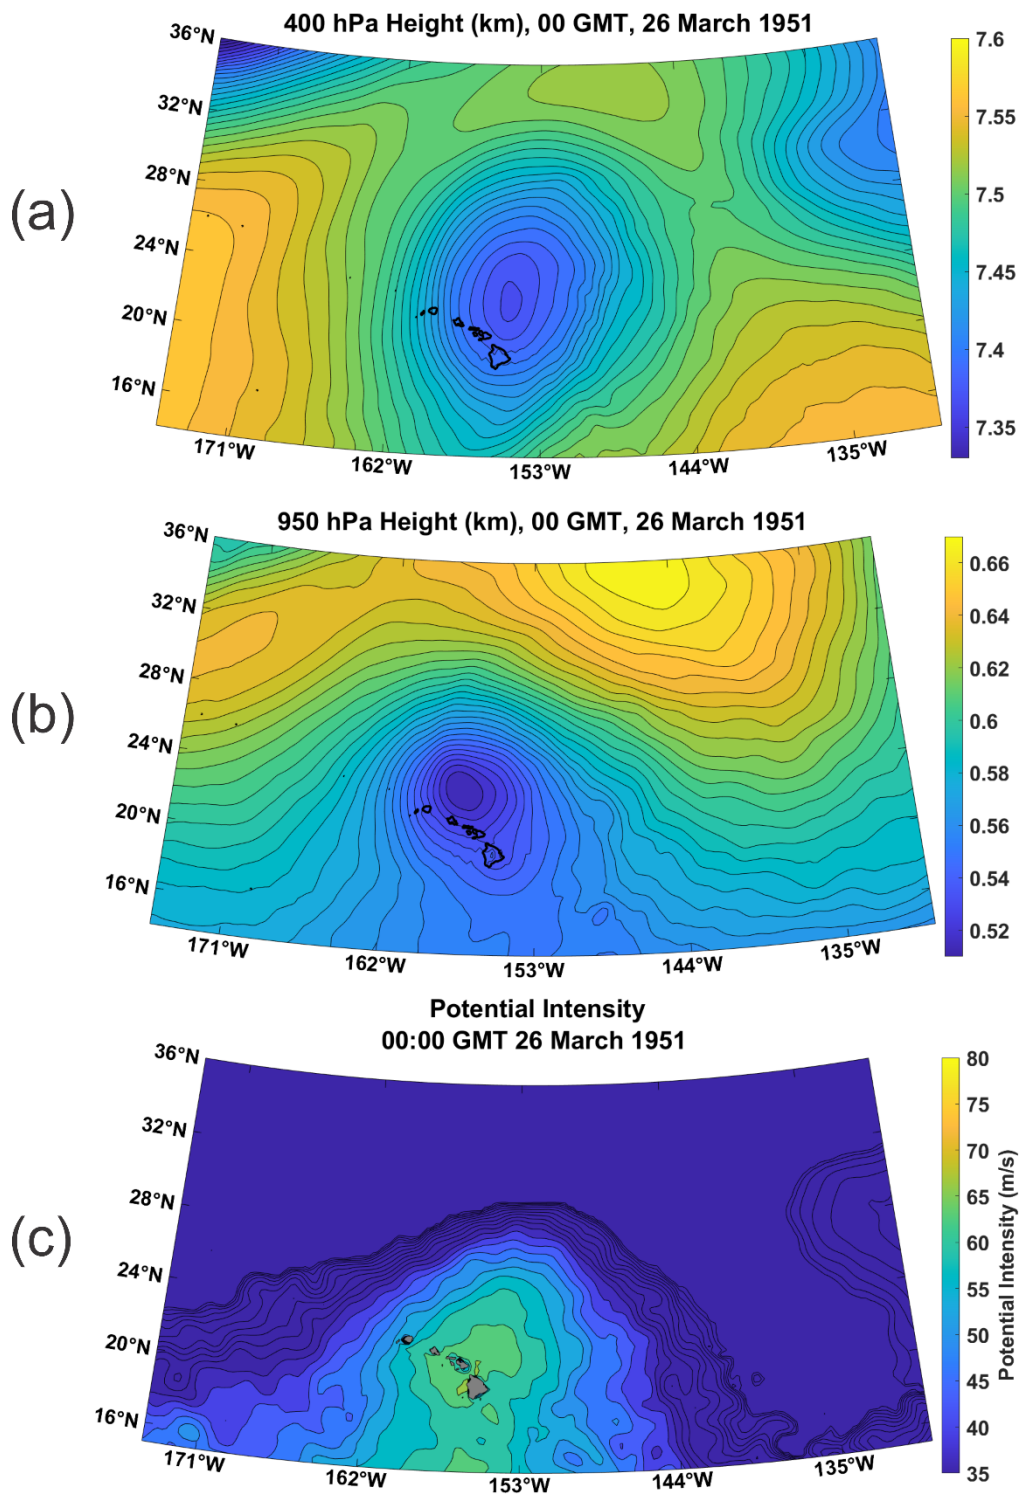 400 hPa Height (km), 00 GMT, 26 March 1951
(a)
36°N
32°N
28°N
24°N
20°N
16°N
171°W
162°W
153°W
144°W
135°W
7.6
7.55
7.5
7.45
7.4
7.35
950 hPa Height (km), 00 GMT, 26 March 1951
(b)
36°N
32°N
28°N
24°N
20°N
16°N
171°W
162°W
153°W
144°W
135°W
0.66
0.64
0.62
0.6
0.58
0.56
0.54
0.52
Potential Intensity
00:00 GMT 26 March 1951
(c)
36°N
32°N
28°N
24°N
20°N
16°N
171°W
162°W
153°W
144°W
135°W
80
75
70
65
60
55
50
45
40
35
Potential Intensity (m/s)